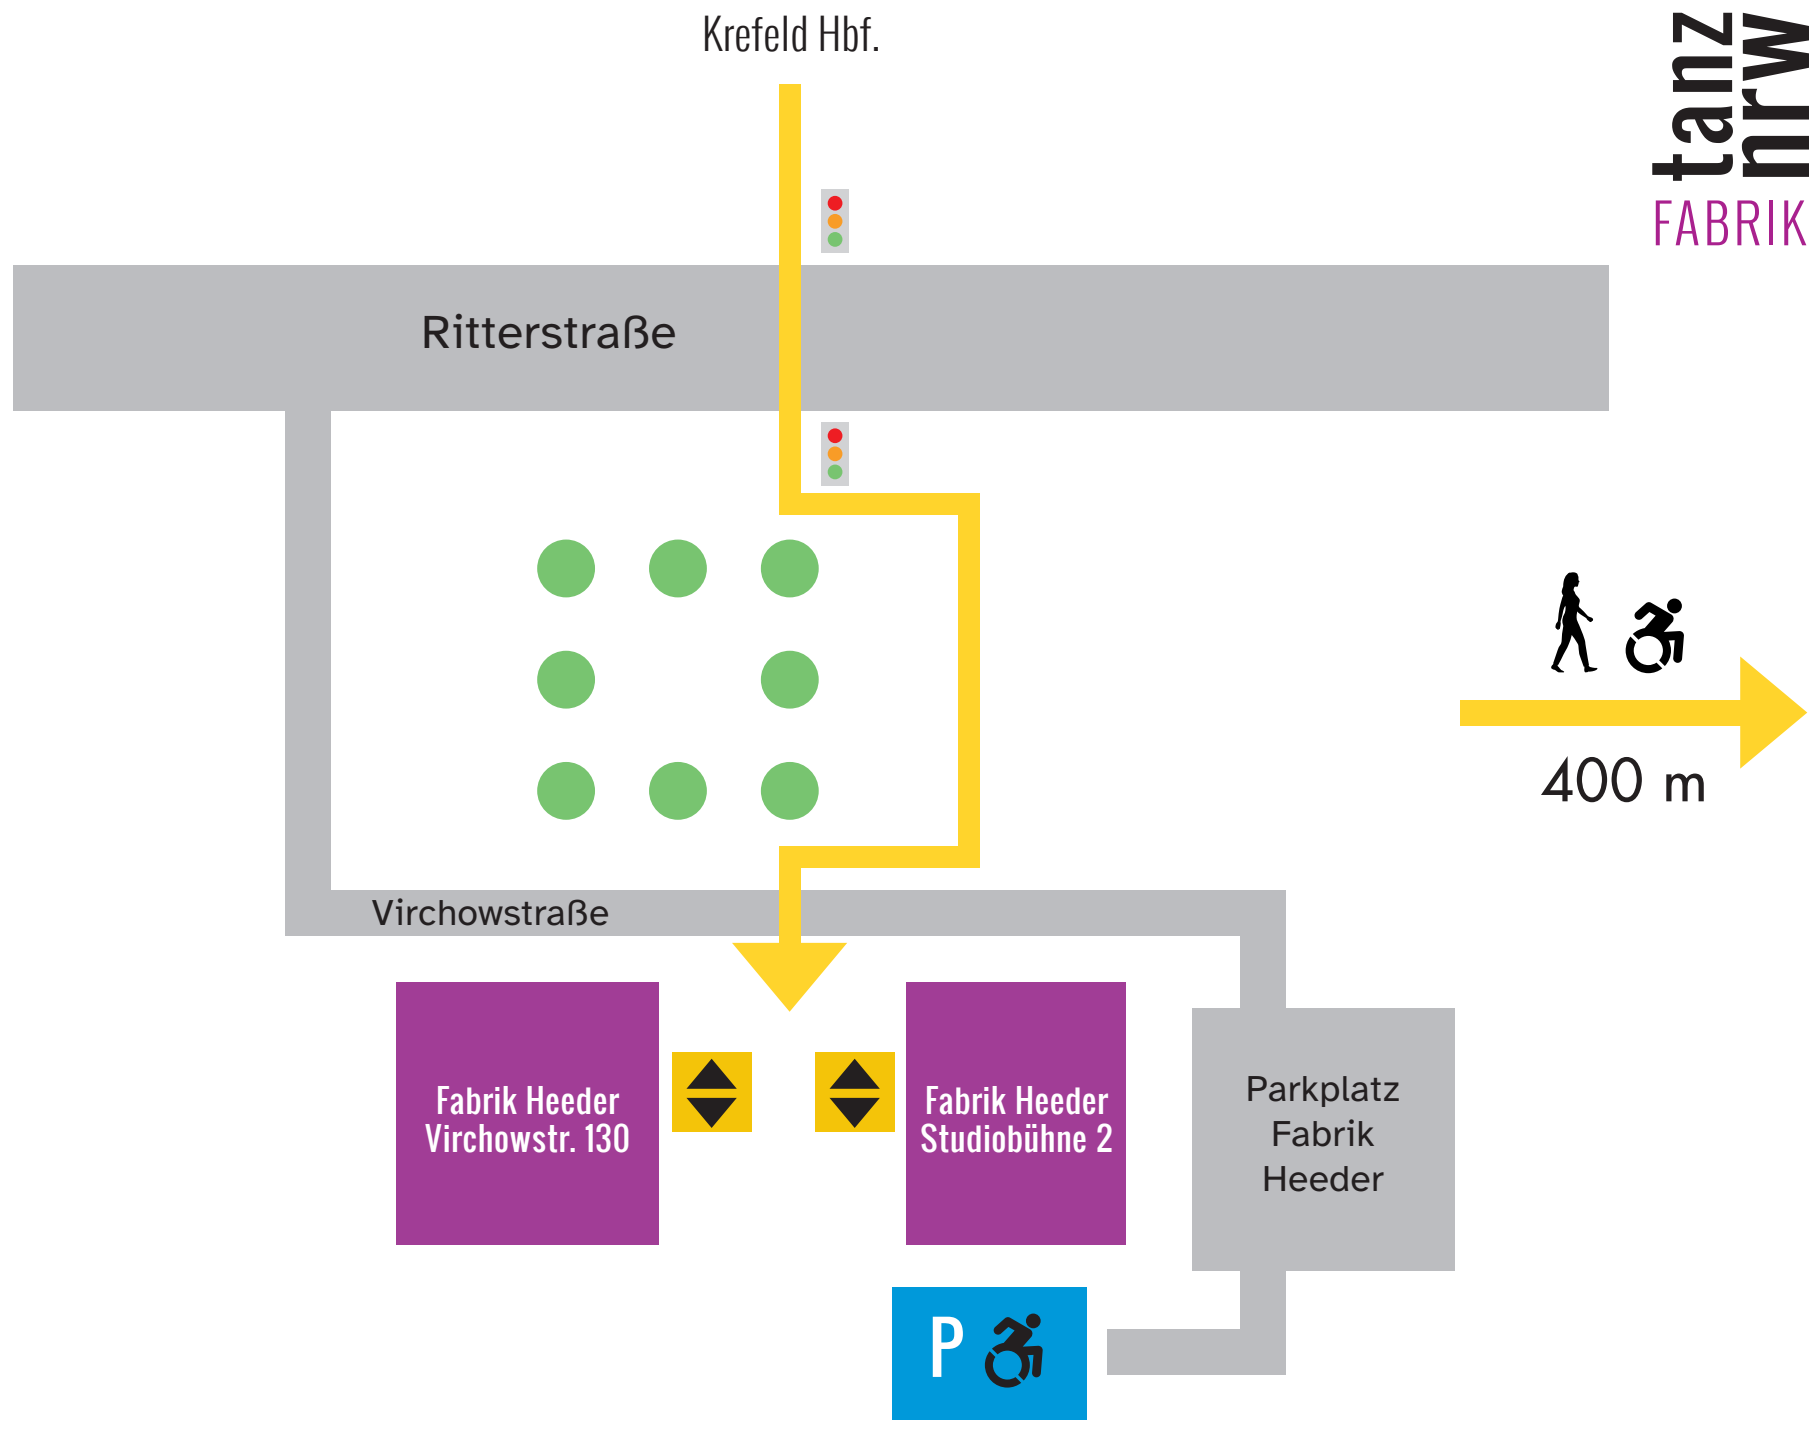 Krefeld Hbf.
tanz
nrw
FABRIK
Ritterstraße
400 m
Virchowstraße
Fabrik Heeder
Virchowstr. 130
Fabrik Heeder
Studiobühne 2
Parkplatz
Fabrik
Heeder
P